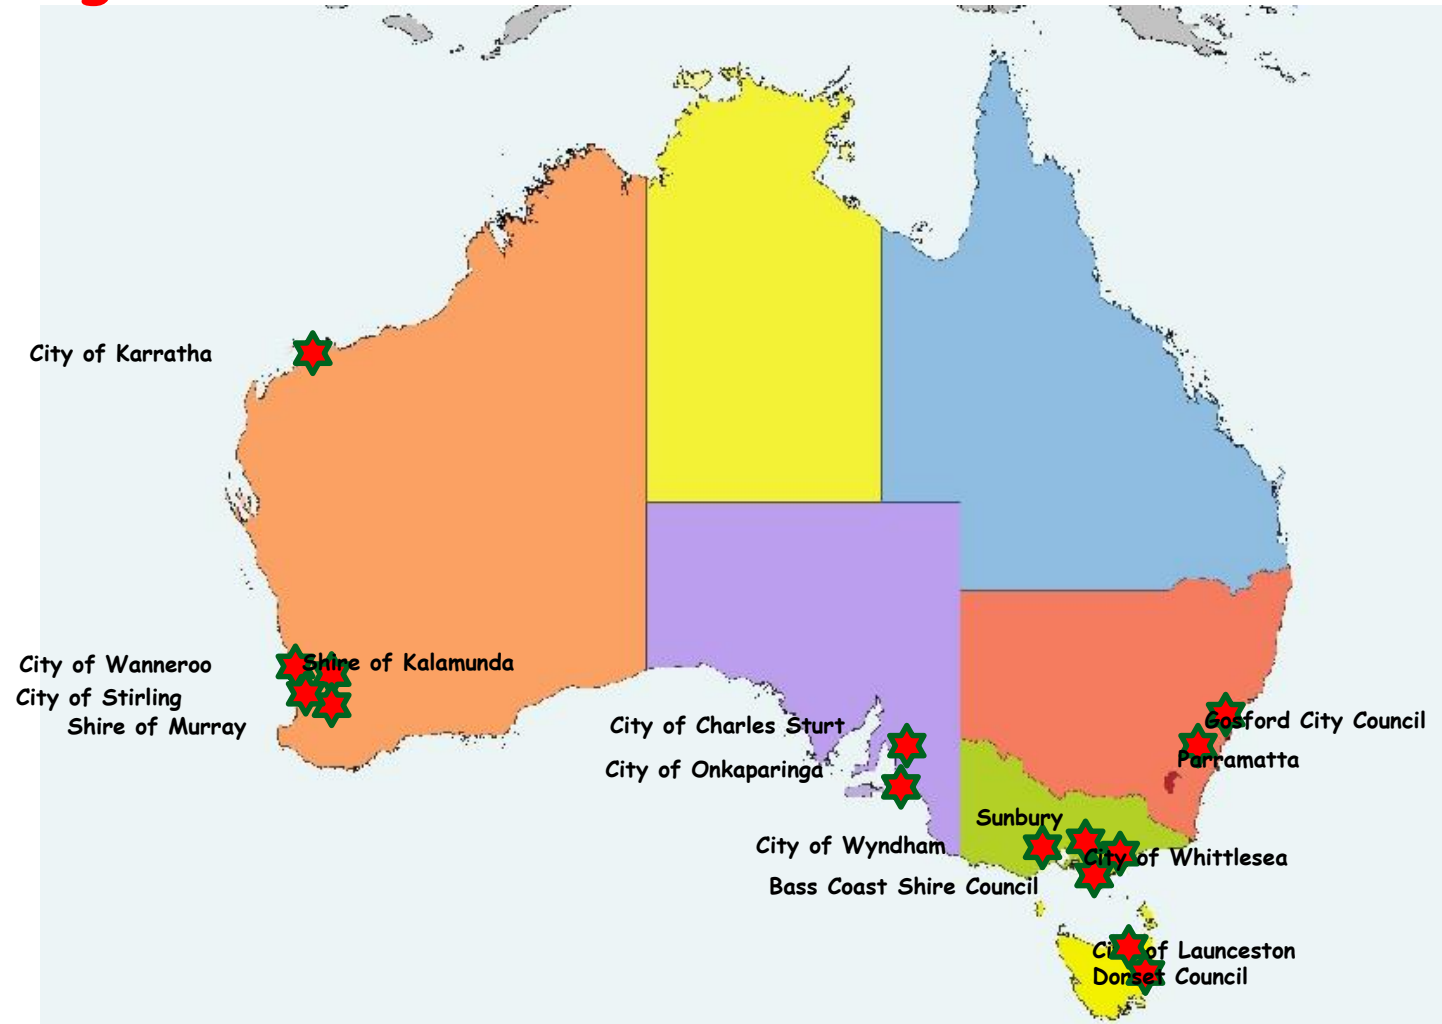 City of Karratha
City of Wanneroo
Shire of Kalamunda
City of Stirling
Shire of Murray
City of Charles Sturt
City of Onkaparinga
Gosford City Council
Parramatta
Sunbury
City of Wyndham
City of Whittlesea
Bass Coast Shire Council
City of Launceston
Dorset Council